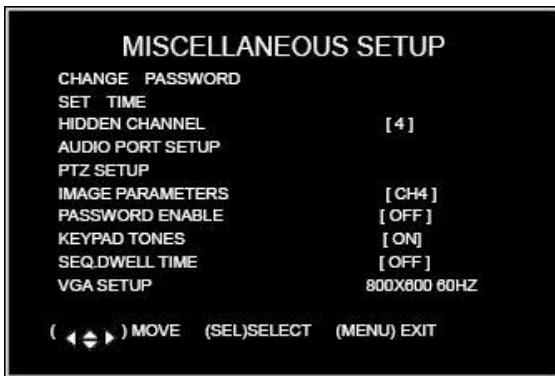 MISCELLANEOUS SETUP
CHANGE PASSWORD
SET TIME
HIDDEN CHANNEL [ 4 ]
AUDIO PORT SETUP
PTZ SETUP
IMAGE PARAMETERS [ CH4 ]
PASSWORD ENABLE [ OFF ]
KEYPAD TONES [ ON]
SEQ.DWELL TIME [ OFF ]
VGA SETUP 800X600 60HZ
( ) MOVE (SEL)SELECT (MENU) EXIT